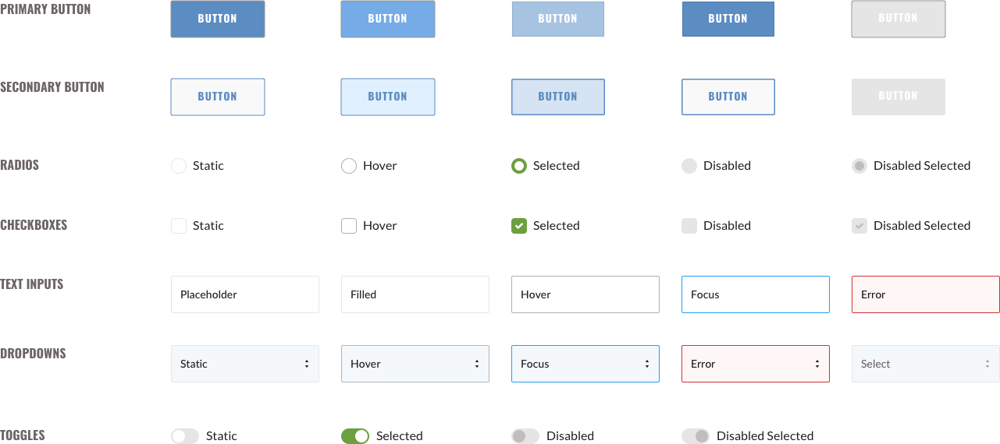 PRIMARY BUTTON BUTTON BUTTON BUTTON BUTTON BUTTON
SECONDARY BUTTON BUTTON BUTTON BUTTON BUTTON BUTTON
RADIOS Static Hover Selected Disabled Disabled Selected
CHECKBOXES Static Hover Selected Disabled Disabled Selected
TEXT INPUTS Placeholder Filled Hover Focus Error
DROPDOWNS Static Hover Focus Error Select
TOGGLES Static Selected Disabled Disabled Selected